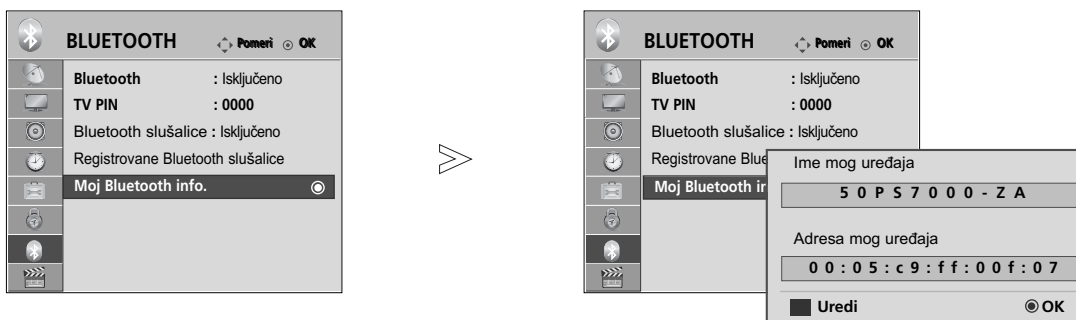 BLUETOOTH Pomeri OK
Bluetooth : Isključeno
TV PIN : 0000
Bluetooth slušalice : Isključeno
Registrovane Bluetooth slušalice
Moj Bluetooth info.
BLUETOOTH Pomeri OK
Bluetooth : Isključeno
TV PIN : 0000
Bluetooth slušalice : Isključeno
Registrovane Blue
Moj Bluetooth in
Ime mog uređaja
50PS7000-ZA
Adresa mog uređaja
00:05:c9:ff:00f:07
Uredi OK